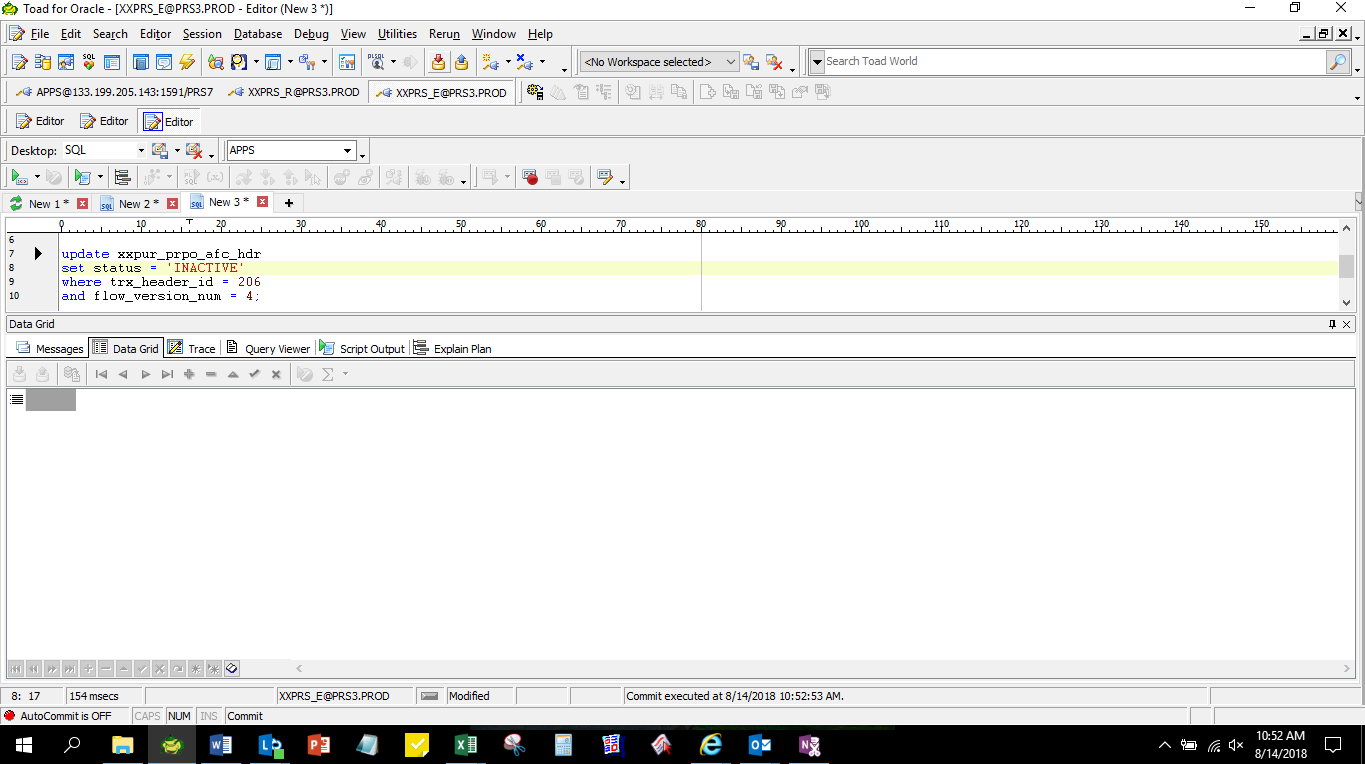 Toad for Oracle - [XXPRS_E@PRS3.PROD - Editor (New 3 *)]
File Edit Search Editor Session Database Debug View Utilities Rerun Window Help
SQL
PLSQL
<No Workspace selected>
Search Toad World
APPS@133.199.205.143:1591/PRS7 XXPRS_R@PRS3.PROD XXPRS_E@PRS3.PROD
Editor Editor Editor
Desktop: SQL APPS
New 1 * New 2 * New 3 *
0 10 20 30 40 50 60 70 80 90 100 110 120 130 140 150
6
7 update xxpur_prpo_afc_hdr
8 set status = 'INACTIVE'
9 where trx_header_id = 206
10 and flow_version_num = 4;
Data Grid
Messages Data Grid Trace Query Viewer Script Output Explain Plan
8: 17 154 msecs XXPRS_E@PRS3.PROD Modified Commit executed at 8/14/2018 10:52:53 AM.
AutoCommit is OFF CAPS NUM INS Commit
10:52 AM
8/14/2018